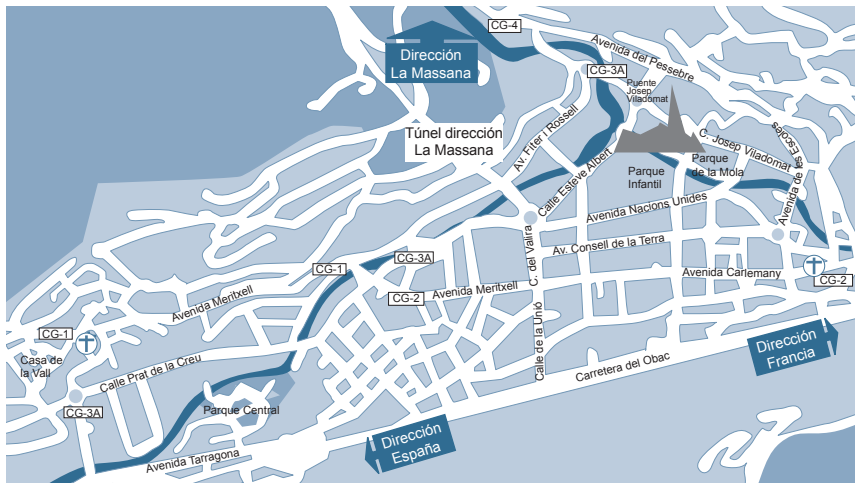 CG-4
Avenida del Pessebre
Dirección
La Massana
CG-3A
Puente
Josep
Viladomat
Túnel dirección
La Massana
Av. Fiter i Rossell
C. Josep Viladomat
Avenida de las Escoles
Parque
de la Mola
Parque
Infantil
Calle Esteve Albert
Avenida Nacions Unides
Av. Consell de la Terra
C. del Valira
CG-3A
CG-1
Avenida Carlemany
CG-2
Avenida Meritxell
CG-2
Avenida Meritxell
CG-1
Casa de
la Vall
Calle Prat de la Creu
Calle de la Unió
Dirección
Francia
Carretera del Obac
CG-3A
Parque Central
Dirección
España
Avenida Tarragona